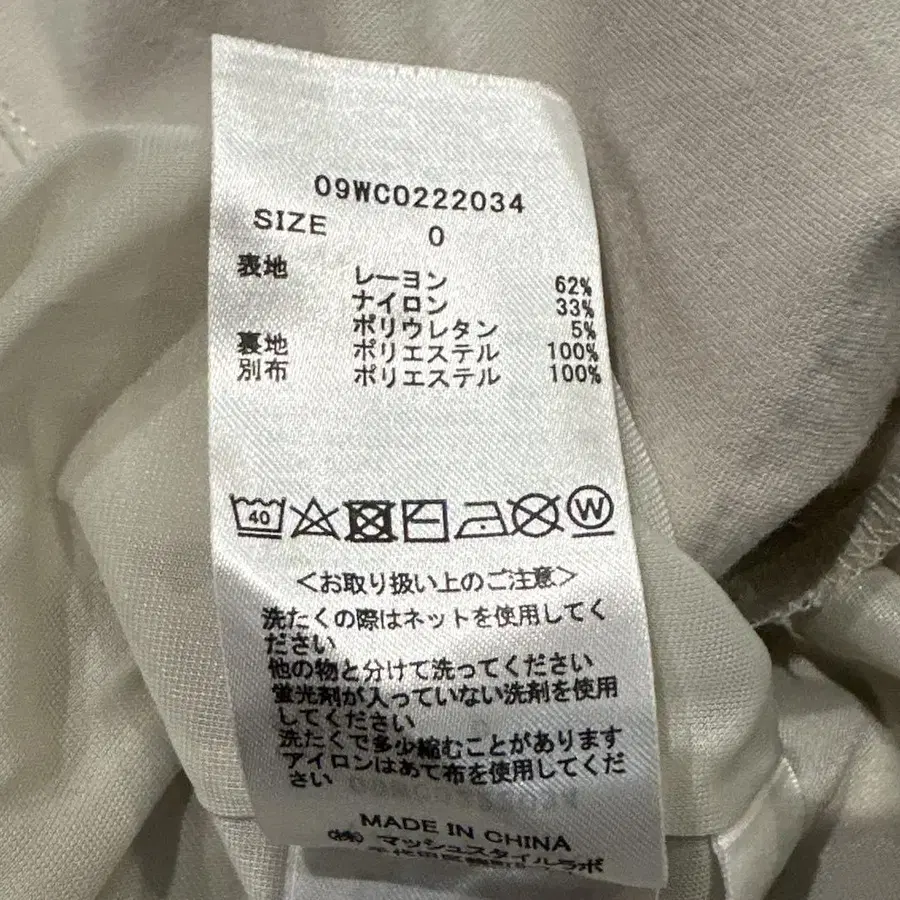 09WCO222034
SIZE 0
表地 レーヨン 62%
ナイロン 33%
ポリウレタン 5%
裏地 ポリエステル 100%
別布 ポリエステル 100%
40 W
<お取り扱い上のご注意>
洗たくの際はネットを使用してく
ださい
他の物と分けて洗ってください
蛍光剤が入っていない洗剤を使用
してください
洗たくで多少縮むことがあります
アイロンはあて布を使用してくだ
さい
MADE IN CHINA
(株) マッシュスタイルラボ